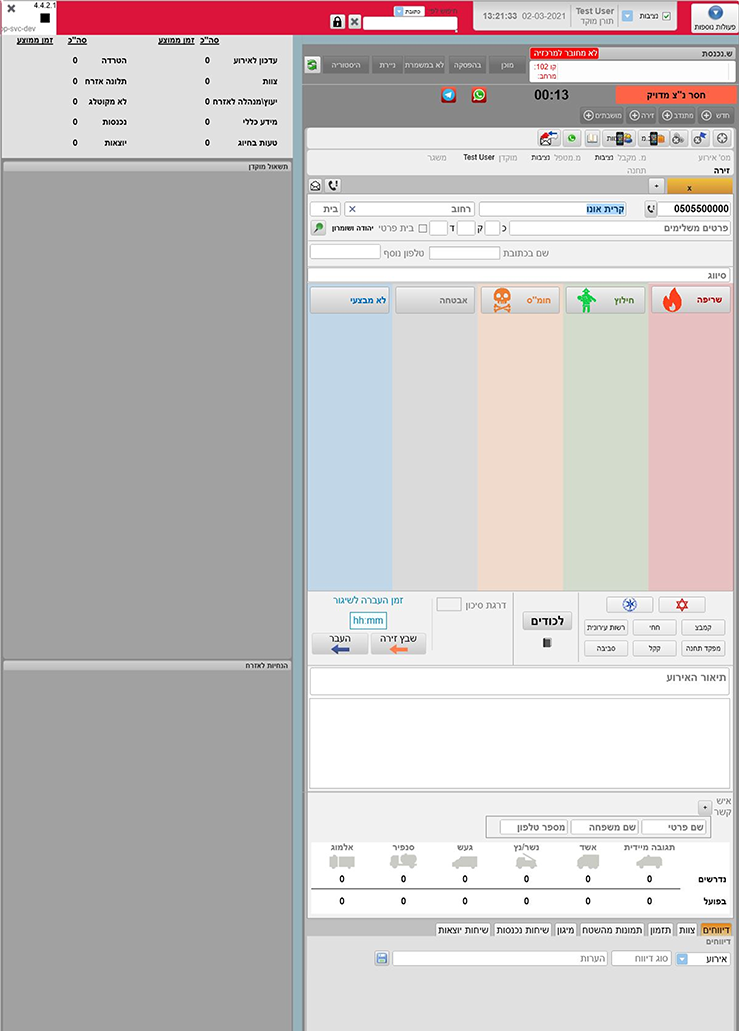 4.4.2.1
pp-svc-dev
פעולות נוספות
נציבות
Test User
תורן מוקד
02-03-2021 13:21:33
חיפוש לפי כתובת
סה"כ זמן ממוצע סה"כ זמן ממוצע
עדכון לאירוע 0 הטרדה 0
צוות 0 תלונה אזרח 0
יעוץ\מנהלה לאזרח 0 לא מקוטלג 0
מידע כללי 0 נכנסות 0
טעות בחיוג 0 יוצאות 0
תשאול מוקדן
הנחיות לאזרח
ש.נכנסת
לא מחובר למרכזיה
קו 102:
מרחב:
מוכן
בהפסקה
לא במשמרת
ניירת
היסטוריה
חסר נ"צ מדויק
00:13
חדש
מתנדב
זירה
מושבתים
צוות
מ.
מס' אירוע מ. מקבל נציבות מ.מטפל נציבות מוקדן Test User משגר
זירה תחנה
x
+
0505500000
קרית אונו
רחוב
בית
פרטים משלימים
כ
ק
ד
בית פרטי
יהודה ושומרון
שם בכתובת
טלפון נוסף
סיווג
שריפה
חילוץ
חומ"ס
אבטחה
לא מבצעי
קמבצ
חחי
רשות עירונית
מפקד תחנה
קקל
סביבה
לכודים
דרגת סיכון
זמן העברה לשיגור
hh:mm
שבץ זירה
העבר
תיאור האירוע
איש קשר
+
שם פרטי
שם משפחה
מספר טלפון
תגובה מיידית אשד נשר/נץ געש סנפיר אלמוג
נדרשים 0 0 0 0 0 0
בפועל 0 0 0 0 0 0
דיווחים צוות תזמון תמונות מהשטח מיגון שיחות נכנסות שיחות יוצאות
דיווחים
אירוע
סוג דיווח
הערות